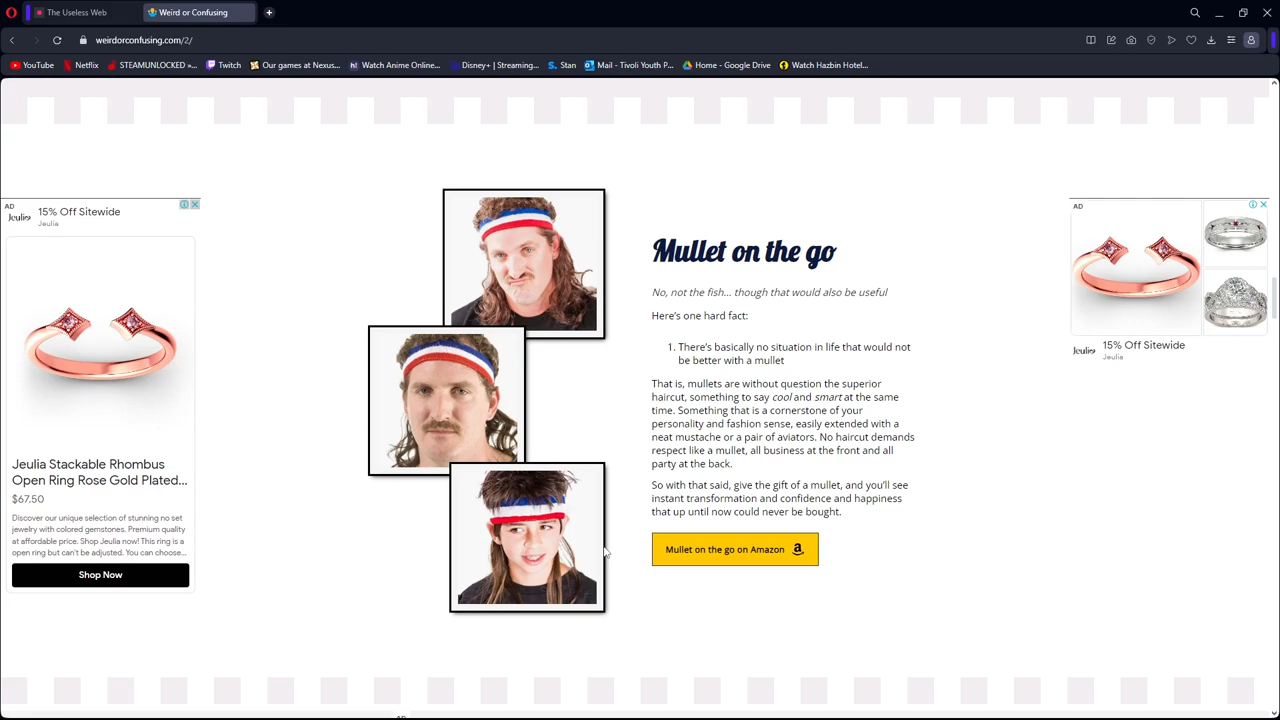 The Useless Web
Weird or Confusing
weirdorconfusing.com/2/
YouTube
Netflix
STEAMUNLOCKED »...
Twitch
Our games at Nexus...
Watch Anime Online...
Disney+ | Streaming...
Stan
Mail - Tivoli Youth P...
Home - Google Drive
Watch Hazbin Hotel...
AD
Jeulia
15% Off Sitewide
Jeulia
Jeulia Stackable Rhombus
Open Ring Rose Gold Plated...
$67.50
Discover our unique selection of stunning no set
jewelry with colored gemstones. Premium quality
at affordable price. Shop Jeulia now! This ring is a
open ring but can't be adjusted. You can choose...
Shop Now
Mullet on the go
No, not the fish... though that would also be useful
Here's one hard fact:
1. There's basically no situation in life that would not
be better with a mullet
That is, mullets are without question the superior
haircut, something to say cool and smart at the same
time. Something that is a cornerstone of your
personality and fashion sense, easily extended with a
neat mustache or a pair of aviators. No haircut demands
respect like a mullet, all business at the front and all
party at the back.
So with that said, give the gift of a mullet, and you'll see
instant transformation and confidence and happiness
that up until now could never be bought.
Mullet on the go on Amazon
AD
Jeulia
15% Off Sitewide
Jeulia
AD